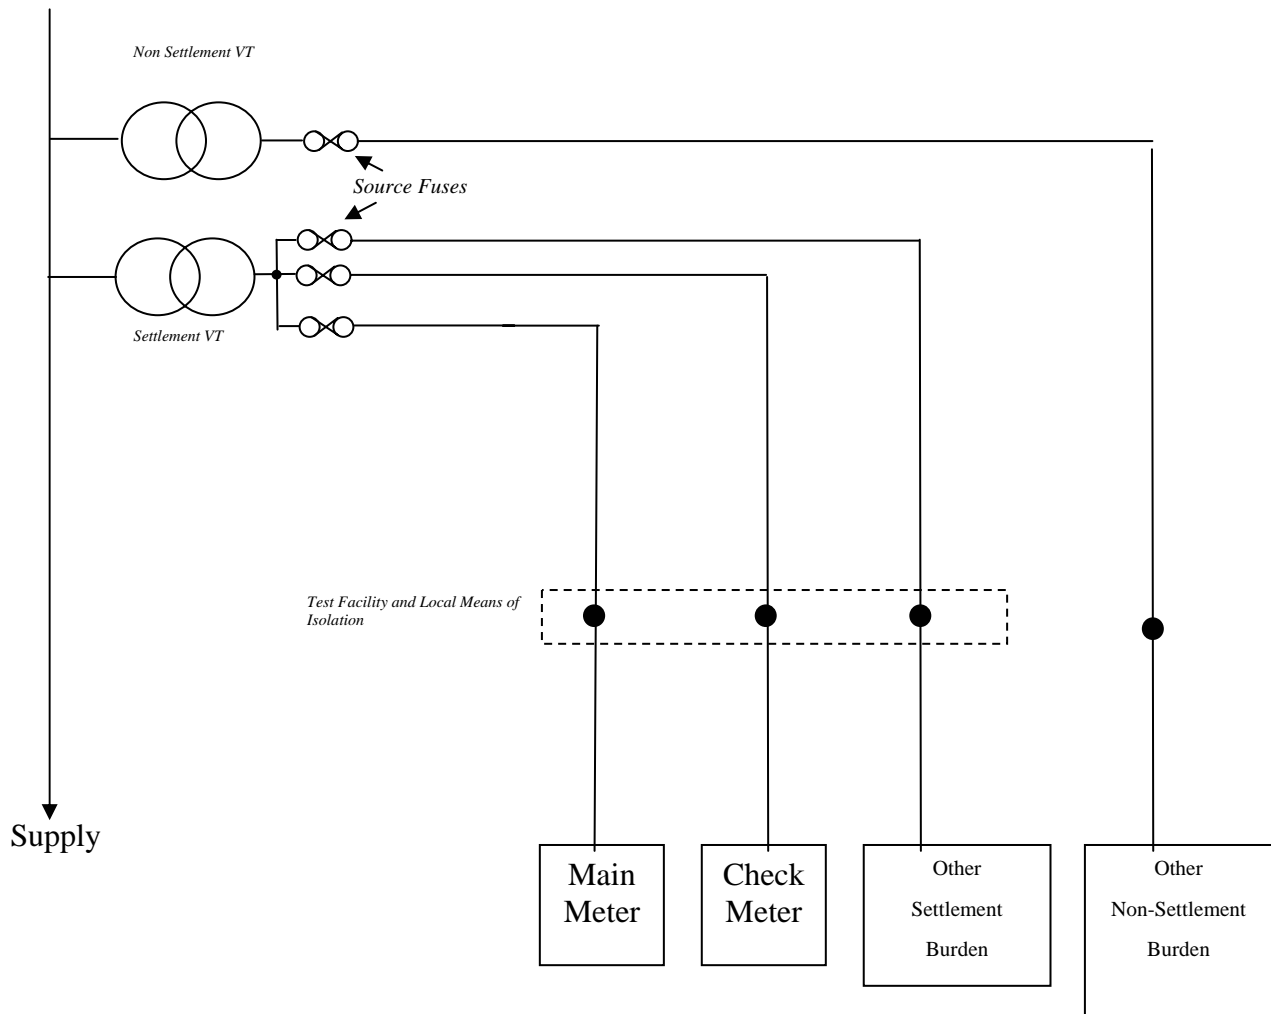 Non Settlement VT
Source Fuses
Settlement VT
Test Facility and Local Means of
Isolation
Supply
Main
Meter
Check
Meter
Other
Settlement
Burden
Other
Non-Settlement
Burden